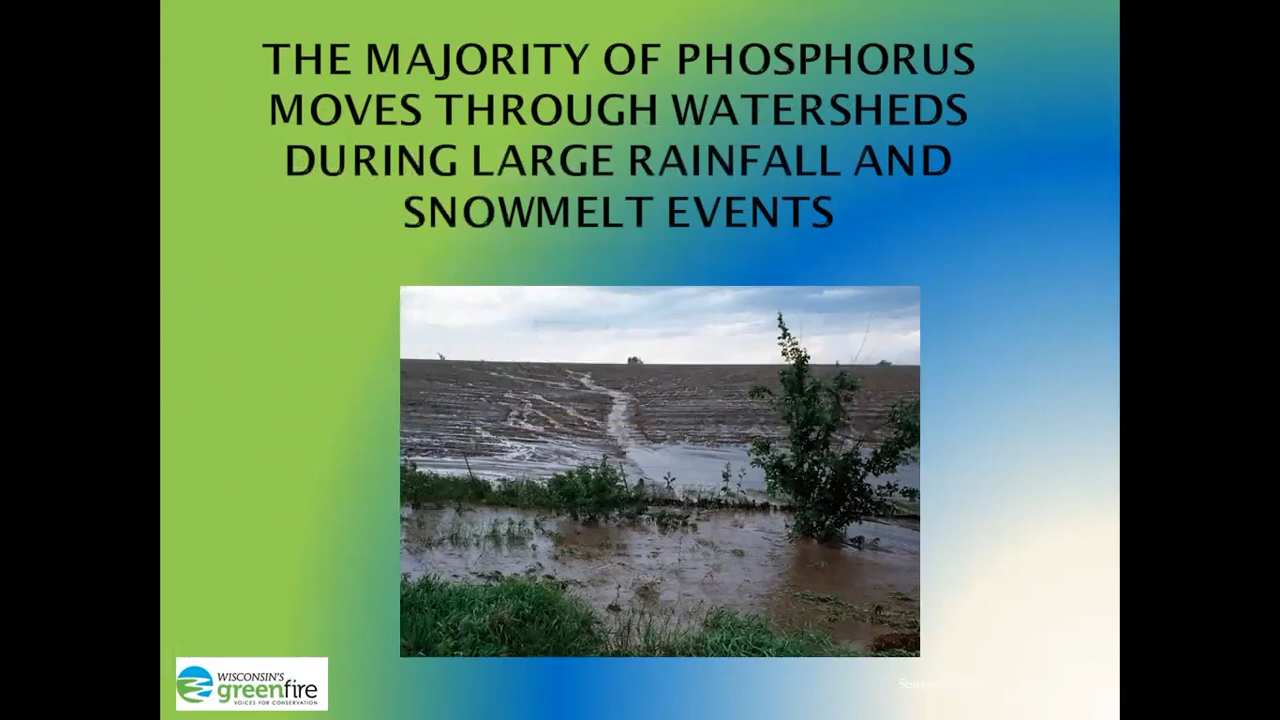 THE MAJORITY OF PHOSPHORUS
MOVES THROUGH WATERSHEDS
DURING LARGE RAINFALL AND
SNOWMELT EVENTS
WISCONSIN'S
greenfire
VOICES FOR CONSERVATION